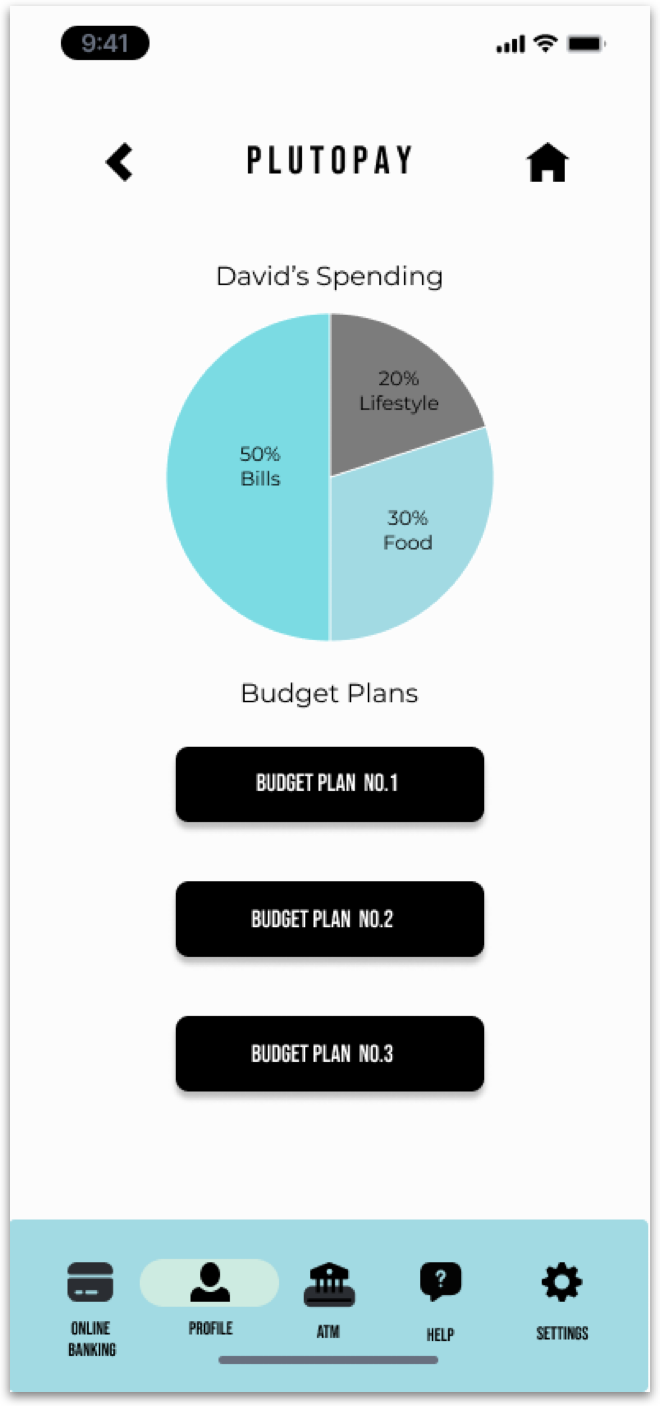 9:41
PLUTOPAY
David's Spending
20%
Lifestyle
50%
Bills
30%
Food
Budget Plans
BUDGET PLAN NO.1
BUDGET PLAN NO.2
BUDGET PLAN NO.3
ONLINE
BANKING
PROFILE
ATM
?
HELP
SETTINGS